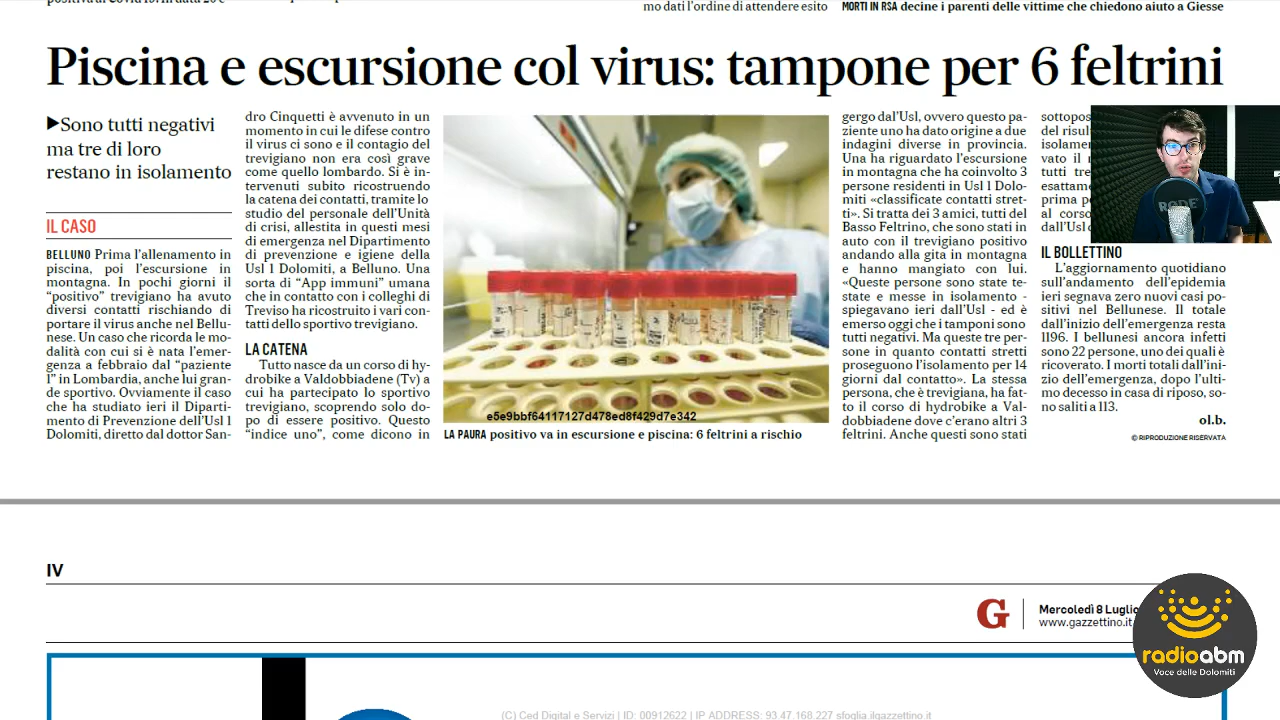 mo dati l'ordine di attendere esito
MORTI IN RSA decine i parenti delle vittime che chiedono aiuto a Giesse
Piscina e escursione col virus: tampone per 6 feltrini
▶Sono tutti negativi
ma tre di loro
restano in isolamento
IL CASO
BELLUNO Prima l'allenamento in
piscina, poi l'escursione in
montagna. In pochi giorni il
"positivo" trevigiano ha avuto
diversi contatti rischiando di
portare il virus anche nel Bellu-
nese. Un caso che ricorda le mo-
dalità con cui si è nata l'emer-
genza a febbraio dal "paziente
1" in Lombardia, anche lui gran-
de sportivo. Ovviamente il caso
che ha studiato ieri il Diparti-
mento di Prevenzione dell'Usl 1
Dolomiti, diretto dal dottor San-
dro Cinquetti è avvenuto in un
momento in cui le difese contro
il virus ci sono e il contagio del
trevigiano non era così grave
come quello lombardo. Si è in-
tervenuti subito ricostruendo
la catena dei contatti, tramite lo
studio del personale dell'Unità
di crisi, allestita in questi mesi
di emergenza nel Dipartimento
di prevenzione e igiene della
Usl 1 Dolomiti, a Belluno. Una
sorta di "App immuni" umana
che in contatto con i colleghi di
Treviso ha ricostruito i vari con-
tatti dello sportivo trevigiano.
LA CATENA
Tutto nasce da un corso di hy-
drobike a Valdobbiadene (Tv) a
cui ha partecipato lo sportivo
trevigiano, scoprendo solo do-
po di essere positivo. Questo
"indice uno", come dicono in
e5e9bbf64117127d478ed8f429d7e342
LA PAURA positivo va in escursione e piscina: 6 feltrini a rischio
gergo dal'Usl, ovvero questo pa-
ziente uno ha dato origine a due
indagini diverse in provincia.
Una ha riguardato l'escursione
in montagna che ha coinvolto 3
persone residenti in Usl 1 Dolo-
miti «classificate contatti stret-
ti». Si tratta dei 3 amici, tutti del
Basso Feltrino, che sono stati in
auto con il trevigiano positivo
andando alla gita in montagna
e hanno mangiato con lui.
«Queste persone sono state te-
state e messe in isolamento -
spiegavano ieri dall'Usl - ed è
emerso oggi che i tamponi sono
tutti negativi. Ma queste tre per-
sone in quanto contatti stretti
proseguono l'isolamento per 14
giorni dal contatto». La stessa
persona, che è trevigiana, ha fat-
to il corso di hydrobike a Val-
dobbiadene dove c'erano altri 3
feltrini. Anche questi sono stati
sottopos
del risul
isolamen
vato il
tutti tre
esattame
prima p
al corso
dall'Usl
IL BOLLETTINO
L'aggiornamento quotidiano
sull'andamento dell'epidemia
ieri segnava zero nuovi casi po-
sitivi nel Bellunese. Il totale
dall'inizio dell'emergenza resta
1196. I bellunesi ancora infetti
sono 22 persone, uno dei quali è
ricoverato. I morti totali dall'ini-
zio dell'emergenza, dopo l'ulti-
mo decesso in casa di riposo, so-
no saliti a 113.
ol.b.
© RIPRODUZIONE RISERVATA
RODE
IV
G
Mercoledì 8 Luglio
www.gazzettino.it
radioabm
Voce delle Dolomiti
(C) Ced Digitale e Servizi | ID: 00912622 | IP ADDRESS: 93.47.168.227 sfoglia.ilgazzettino.it